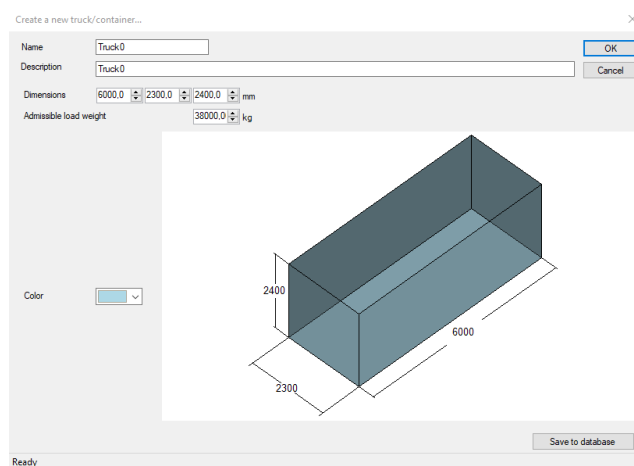 Create a new truck/container...
Name Truck0 OK
Description Truck0 Cancel
Dimensions 6000,0 2300,0 2400,0 mm
Admissible load weight 38000,0 kg
2400
Color
6000
2300
Save to database
Ready